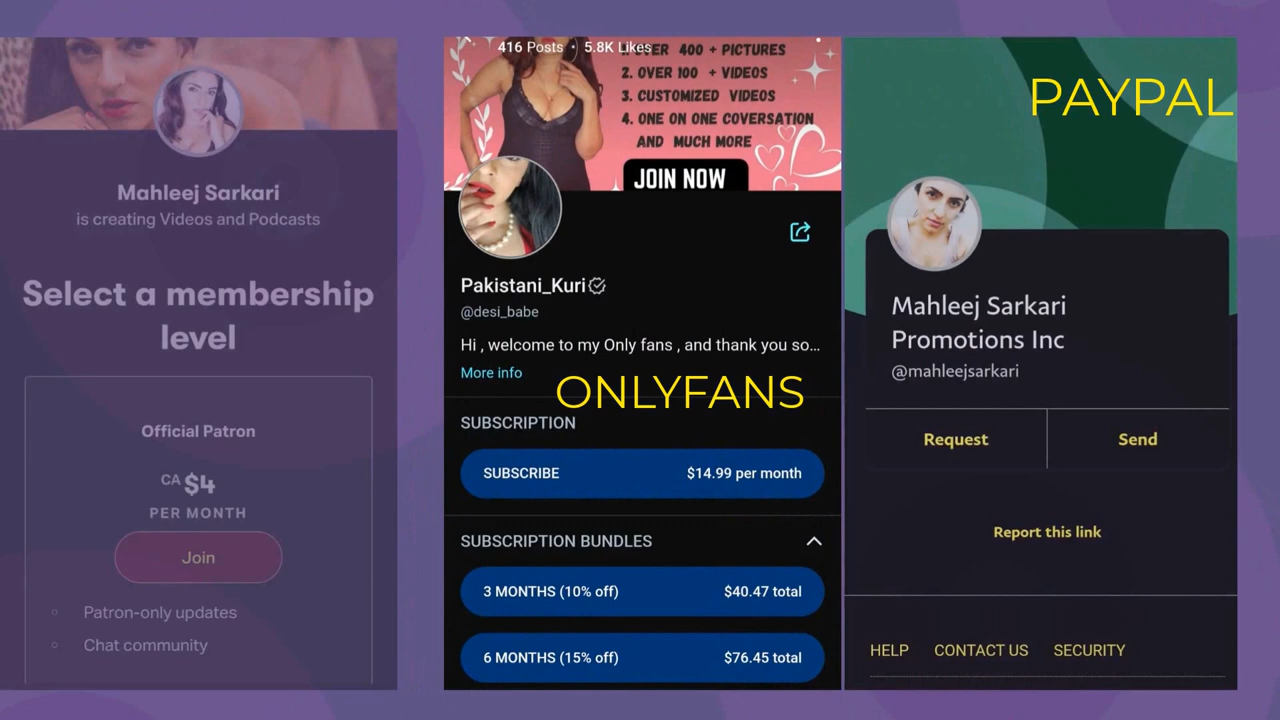 Mahleej Sarkari
is creating Videos and Podcasts
Select a membership
level
Official Patron
CA $4
PER MONTH
Join
Patron-only updates
Chat community
416 Posts • 5.8K Likes
1. OVER 400 + PICTURES
2. OVER 100 + VIDEOS
3. CUSTOMIZED VIDEOS
4. ONE ON ONE COVERSATION
AND MUCH MORE
JOIN NOW
Pakistani_Kuri
@desi_babe
Hi , welcome to my Only fans , and thank you so...
More info
ONLYFANS
SUBSCRIPTION
SUBSCRIBE $14.99 per month
SUBSCRIPTION BUNDLES
3 MONTHS (10% off) $40.47 total
6 MONTHS (15% off) $76.45 total
PAYPAL
Mahleej Sarkari
Promotions Inc
@mahleejsarkari
Request Send
Report this link
HELP CONTACT US SECURITY